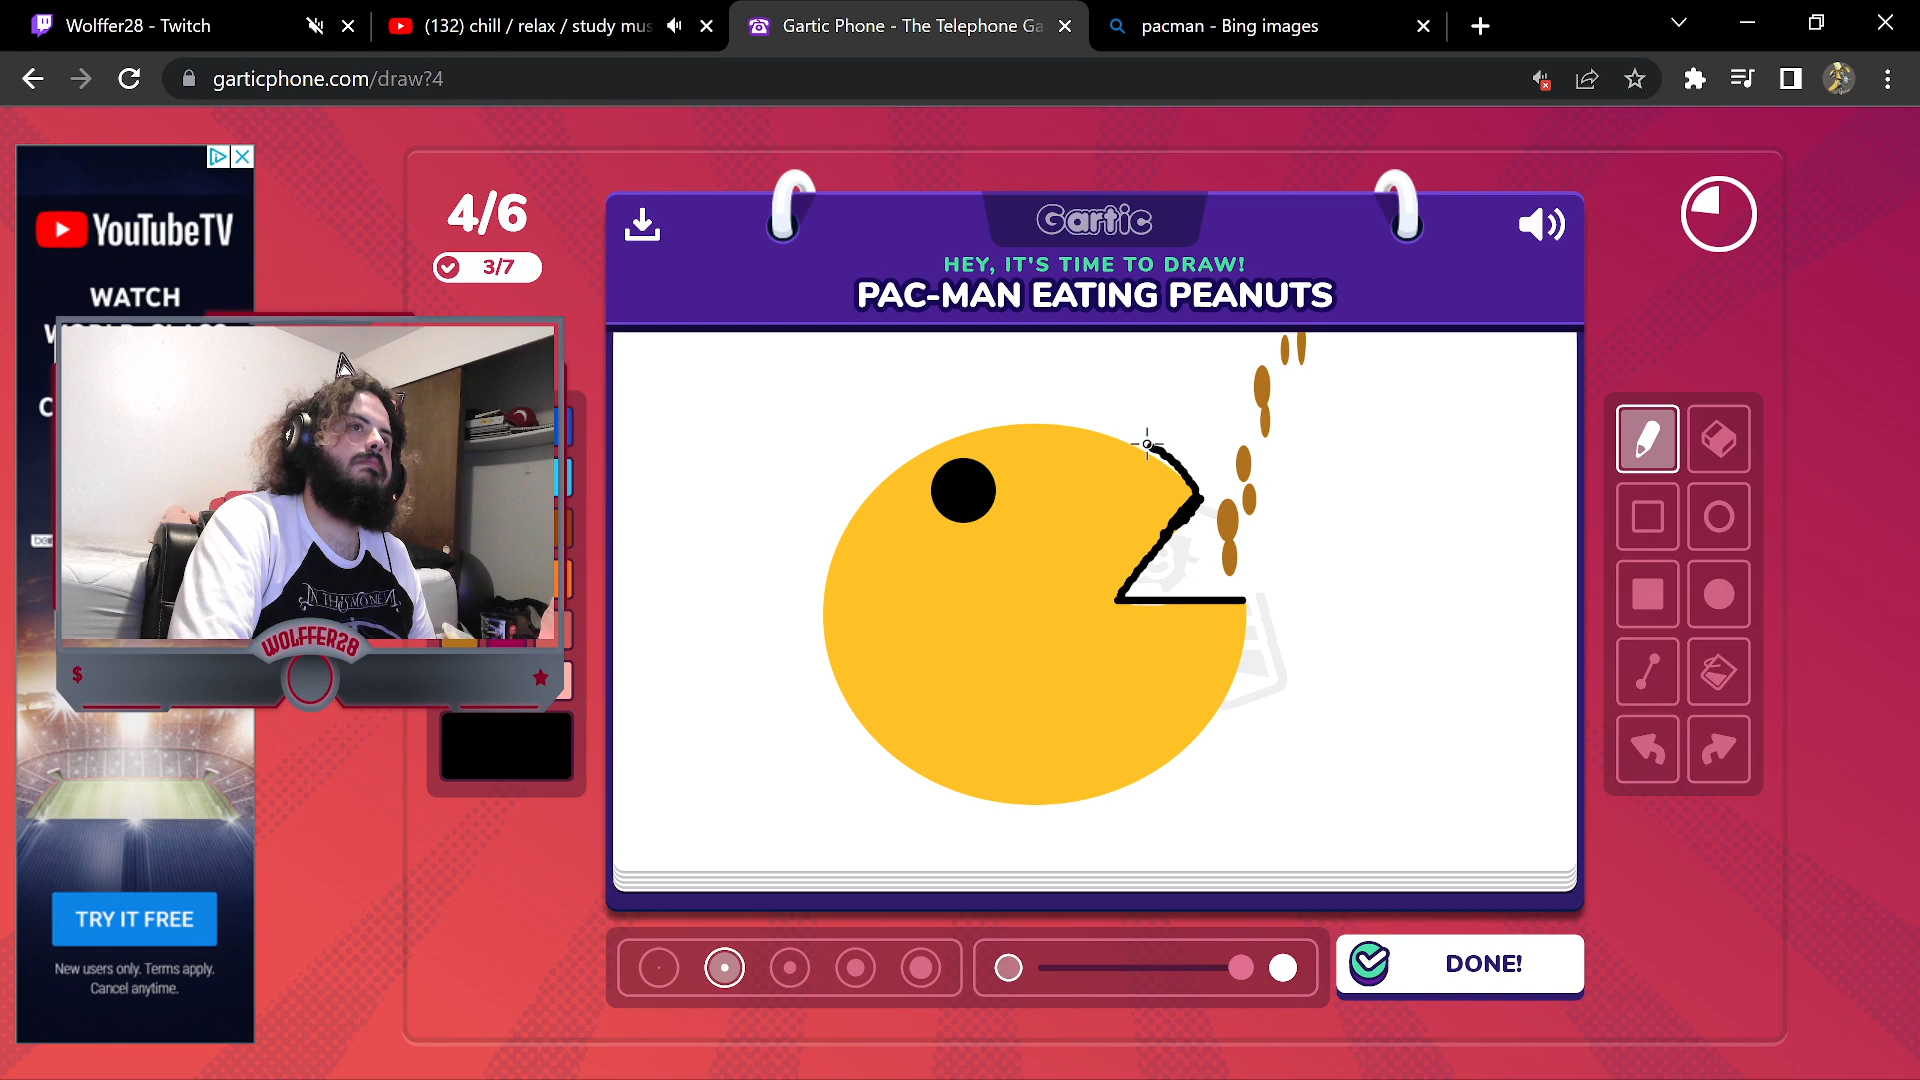 Wolffer28 - Twitch
(132) chill / relax / study mus
Gartic Phone - The Telephone Ga
pacman - Bing images
garticphone.com/draw?4
YouTubeTV
WATCH
4/6
3/7
Gartic
HEY, IT'S TIME TO DRAW!
PAC-MAN EATING PEANUTS
WOLFFER28
$
TRY IT FREE
New users only. Terms apply.
Cancel anytime.
DONE!